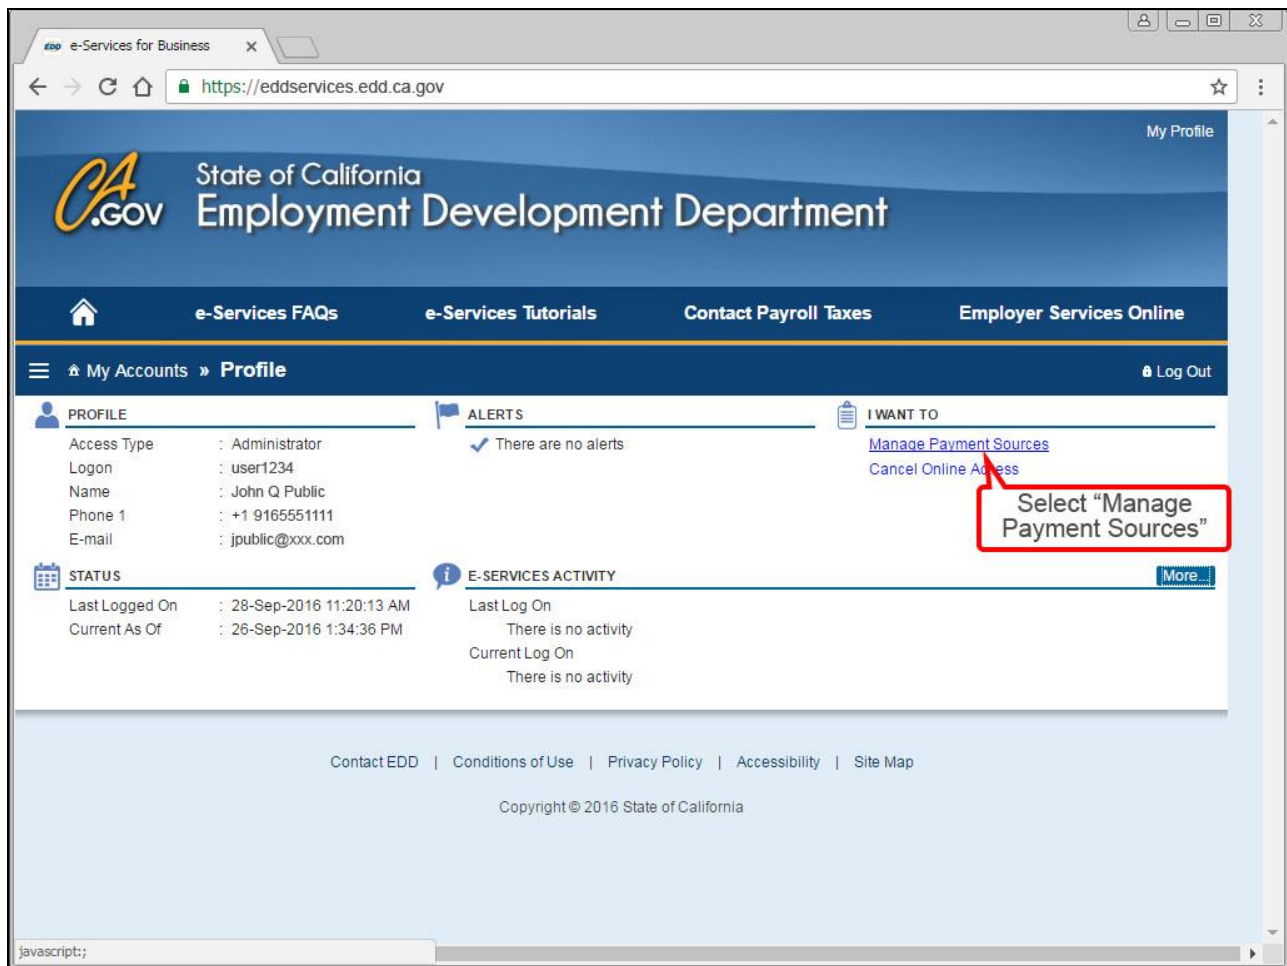 EDD e-Services for Business
https://eddservices.edd.ca.gov
My Profile
CA.GOV
State of California
Employment Development Department
e-Services FAQs e-Services Tutorials Contact Payroll Taxes Employer Services Online
My Accounts » Profile Log Out
PROFILE
Access Type : Administrator
Logon : user1234
Name : John Q Public
Phone 1 : +1 9165551111
E-mail : jpublic@xxx.com
ALERTS
There are no alerts
I WANT TO
Manage Payment Sources
Cancel Online Access
Select “Manage
Payment Sources”
STATUS
Last Logged On : 28-Sep-2016 11:20:13 AM
Current As Of : 26-Sep-2016 1:34:36 PM
E-SERVICES ACTIVITY More...
Last Log On
There is no activity
Current Log On
There is no activity
Contact EDD | Conditions of Use | Privacy Policy | Accessibility | Site Map
Copyright © 2016 State of California
javascript:;